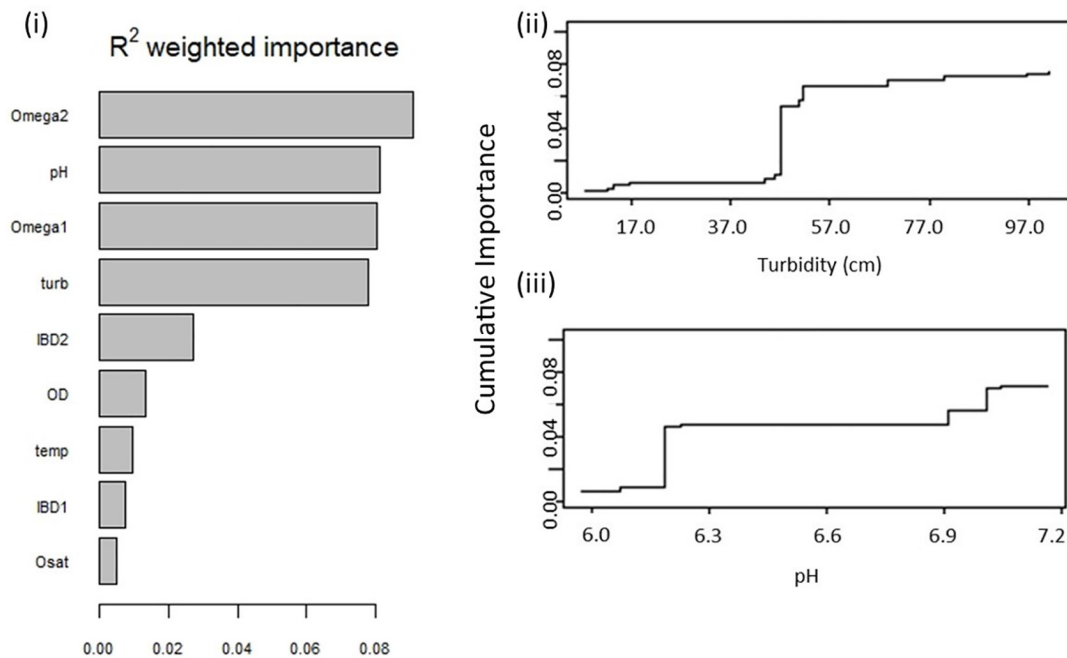 (i)
R² weighted importance
Omega2
pH
Omega1
turb
IBD2
OD
temp
IBD1
Osat
0.00 0.02 0.04 0.06 0.08
Cumulative Importance
(ii)
0.08
0.04
0.00
17.0 37.0 57.0 77.0 97.0
Turbidity (cm)
(iii)
0.08
0.04
0.00
6.0 6.3 6.6 6.9 7.2
pH